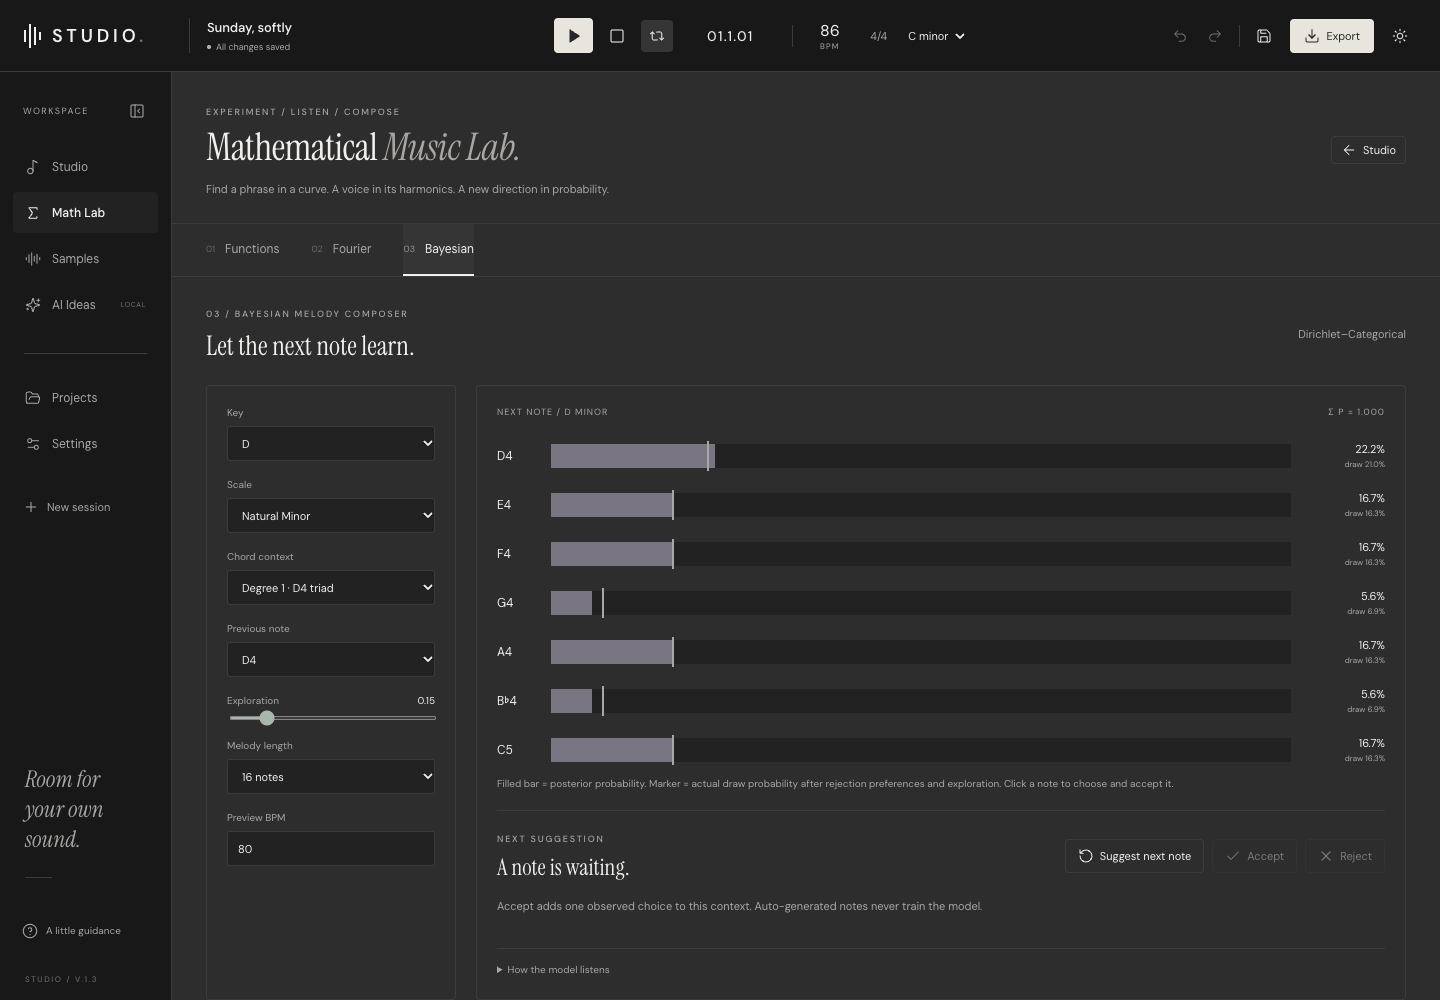 STUDIO.
Sunday, softly
All changes saved
01.1.01
86
BPM
4/4
C minor
Export
WORKSPACE
Studio
Math Lab
Samples
AI Ideas
LOCAL
Projects
Settings
New session
Room for
your own
sound.
A little guidance
STUDIO / V.1.3
EXPERIMENT / LISTEN / COMPOSE
Mathematical Music Lab.
Find a phrase in a curve. A voice in its harmonics. A new direction in probability.
Studio
01 Functions
02 Fourier
03 Bayesian
03 / BAYESIAN MELODY COMPOSER
Let the next note learn.
Dirichlet–Categorical
Key
D
Scale
Natural Minor
Chord context
Degree 1 · D4 triad
Previous note
D4
Exploration 0.15
Melody length
16 notes
Preview BPM
80
NEXT NOTE / D MINOR
Σ P = 1.000
D4 22.2%
draw 21.0%
E4 16.7%
draw 16.3%
F4 16.7%
draw 16.3%
G4 5.6%
draw 6.9%
A4 16.7%
draw 16.3%
B♭4 5.6%
draw 6.9%
C5 16.7%
draw 16.3%
Filled bar = posterior probability. Marker = actual draw probability after rejection preferences and exploration. Click a note to choose and accept it.
NEXT SUGGESTION
A note is waiting.
Suggest next note
Accept
Reject
Accept adds one observed choice to this context. Auto-generated notes never train the model.
How the model listens